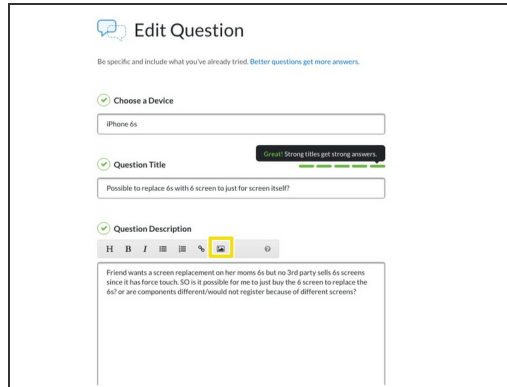 Edit Question
Be specific and include what you've already tried. Better questions get more answers.
Choose a Device
iPhone 6s
Great! Strong titles get strong answers.
Question Title
Possible to replace 6s with 6 screen to just for screen itself?
Question Description
H B I
Friend wants a screen replacement on her moms 6s but no 3rd party sells 6s screens
since it has force touch. SO is it possible for me to just buy the 6 screen to replace the
6s? or are components different/would not register because of different screens?